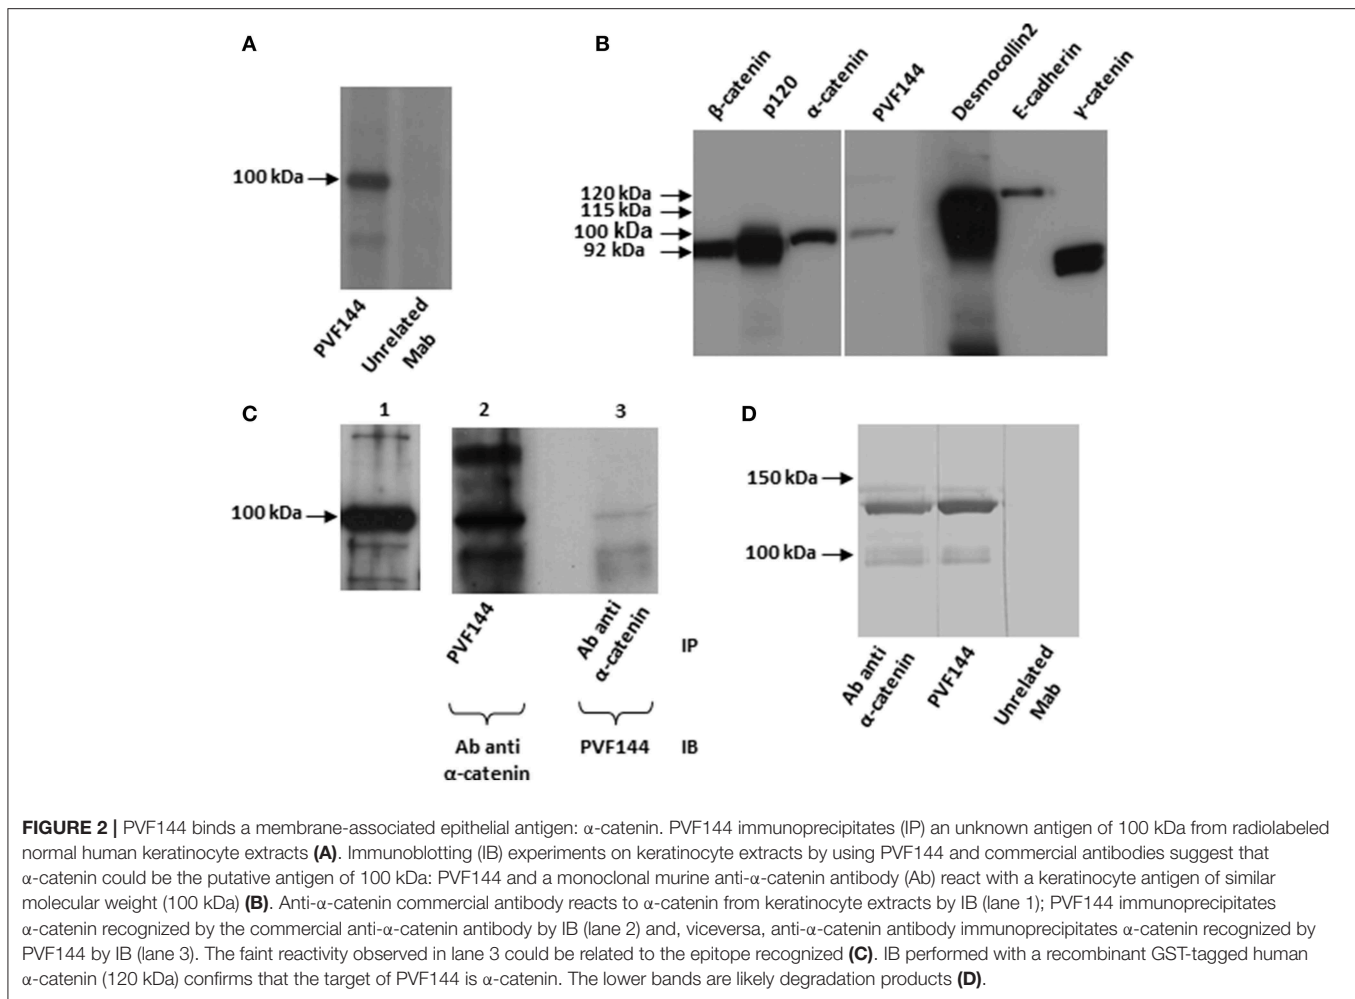 A
100 kDa
PVF144
Unrelated
Mab
B
β-catenin
p120
α-catenin
PVF144
Desmocollin2
E-cadherin
γ-catenin
120 kDa
115 kDa
100 kDa
92 kDa
C
1
2
3
100 kDa
PVF144
Ab anti
α-catenin
IP
Ab anti
α-catenin
PVF144
IB
D
150 kDa
100 kDa
Ab anti
α-catenin
PVF144
Unrelated
Mab
FIGURE 2 | PVF144 binds a membrane-associated epithelial antigen: α-catenin. PVF144 immunoprecipitates (IP) an unknown antigen of 100 kDa from radiolabeled
normal human keratinocyte extracts (A). Immunoblotting (IB) experiments on keratinocyte extracts by using PVF144 and commercial antibodies suggest that
α-catenin could be the putative antigen of 100 kDa: PVF144 and a monoclonal murine anti-α-catenin antibody (Ab) react with a keratinocyte antigen of similar
molecular weight (100 kDa) (B). Anti-α-catenin commercial antibody reacts to α-catenin from keratinocyte extracts by IB (lane 1); PVF144 immunoprecipitates
α-catenin recognized by the commercial anti-α-catenin antibody by IB (lane 2) and, viceversa, anti-α-catenin antibody immunoprecipitates α-catenin recognized by
PVF144 by IB (lane 3). The faint reactivity observed in lane 3 could be related to the epitope recognized (C). IB performed with a recombinant GST-tagged human
α-catenin (120 kDa) confirms that the target of PVF144 is α-catenin. The lower bands are likely degradation products (D).